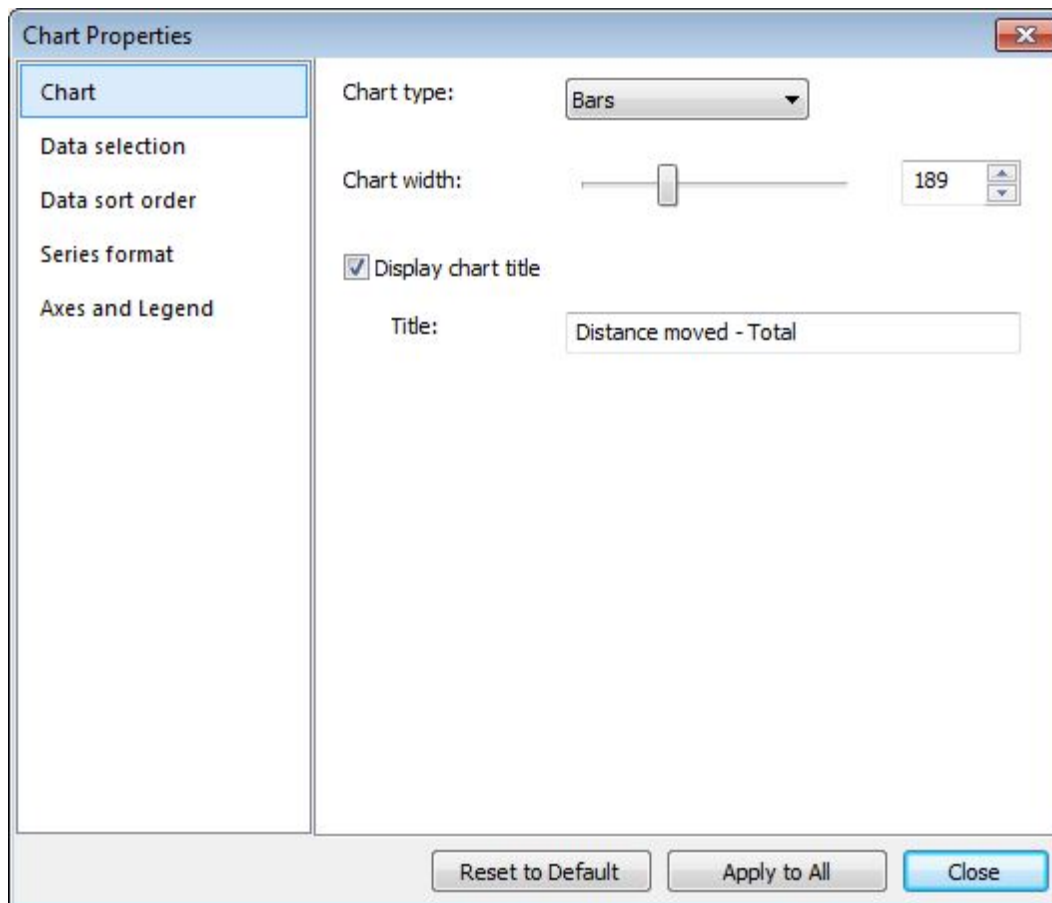 Chart Properties
Chart
Data selection
Data sort order
Series format
Axes and Legend
Chart type:
Bars
Chart width:
189
Display chart title
Title:
Distance moved - Total
Reset to Default
Apply to All
Close